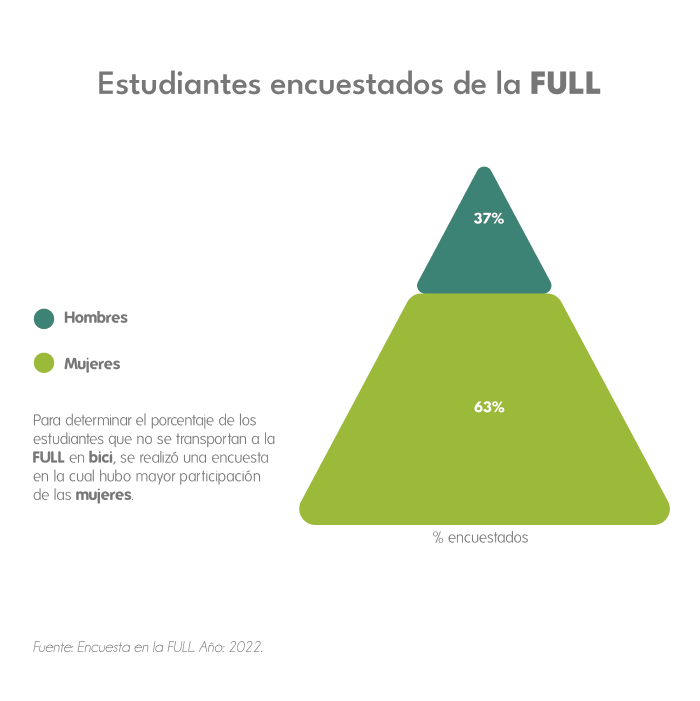 Estudiantes encuestados de la FULL
37%
Hombres
Mujeres
63%
Para determinar el porcentaje de los
estudiantes que no se transportan a la
FULL en bici, se realizó una encuesta
en la cual hubo mayor participación
de las mujeres.
% encuestados
Fuente: Encuesta en la FULL. Año: 2022.